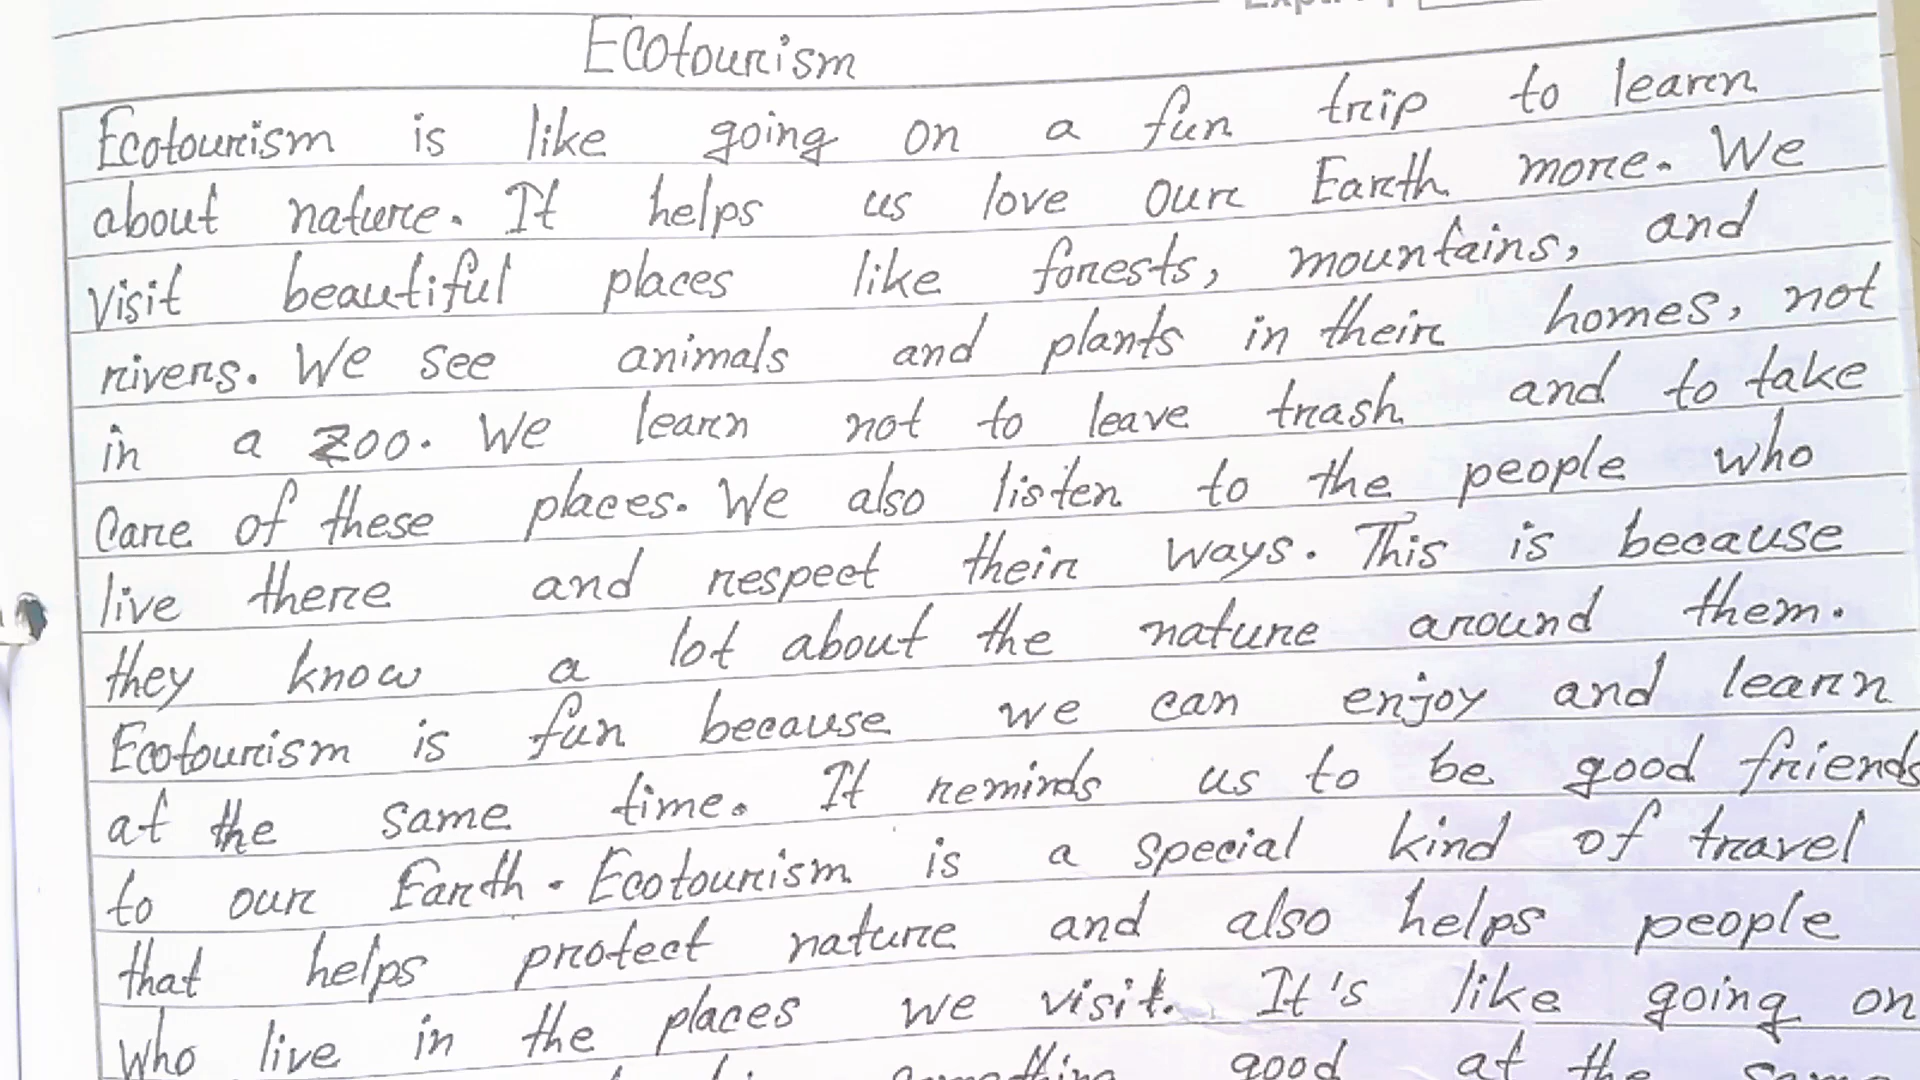 Ecotourism
Ecotourism is like going on a fun trip to learn
about nature. It helps us love our Earth more. We
visit beautiful places like forests, mountains, and
rivers. We see animals and plants in their homes, not
in a zoo. We learn not to leave trash and to take
care of these places. We also listen to the people who
live there and respect their ways. This is because
they know a lot about the nature around them.
Ecotourism is fun because we can enjoy and learn
at the same time. It reminds us to be good friends
to our Earth. Ecotourism is a special kind of travel
that helps protect nature and also helps people
who live in the places we visit. It's like going on
something good at the same